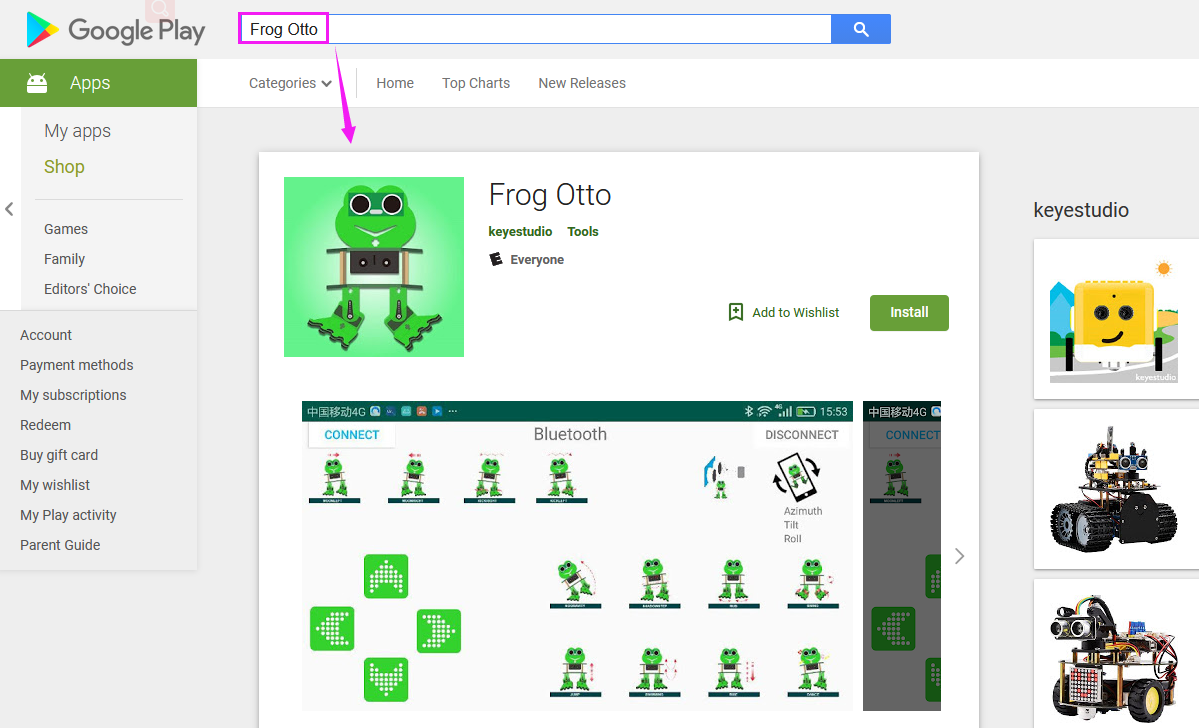 Google Play
Frog Otto
Apps
Categories
Home
Top Charts
New Releases
My apps
Shop
Games
Family
Editors' Choice
Account
Payment methods
My subscriptions
Redeem
Buy gift card
My wishlist
My Play activity
Parent Guide
Frog Otto
keyestudio Tools
Everyone
Add to Wishlist
Install
中国移动4G
4G
15:53
CONNECT
Bluetooth
DISCONNECT
Azimuth
Tilt
Roll
JUMP
中国移动4G
CONNECT
keyestudio
keyestudio